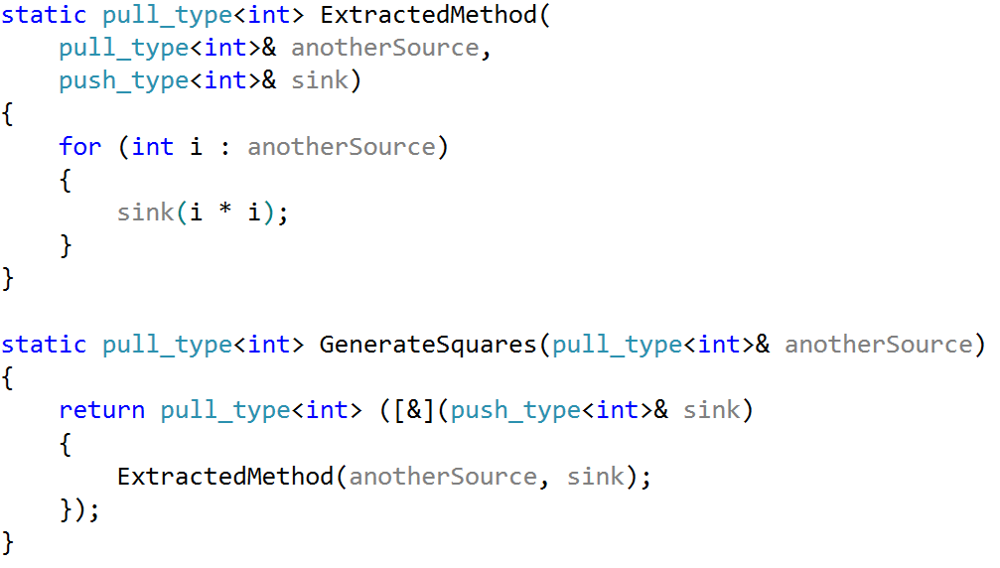 static pull_type<int> ExtractedMethod(
    pull_type<int>& anotherSource,
    push_type<int>& sink)
{
    for (int i : anotherSource)
    {
        sink(i * i);
    }
}

static pull_type<int> GenerateSquares(pull_type<int>& anotherSource)
{
    return pull_type<int> ([&](push_type<int>& sink)
    {
        ExtractedMethod(anotherSource, sink);
    });
}